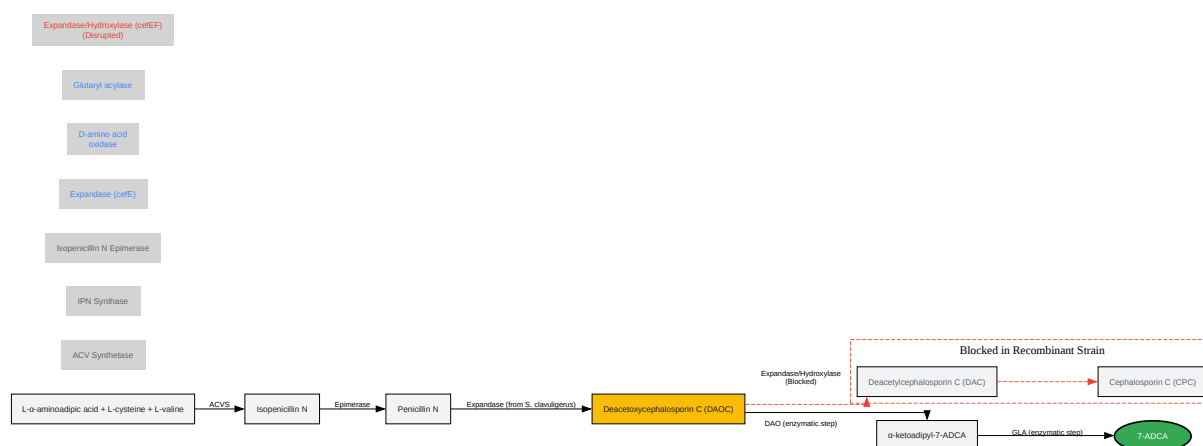 Expandase/Hydroxylase (cefEF)
(Disrupted)
Glutaryl acylase
D-amino acid
oxidase
Expandase (cefE)
Isopenicillin N Epimerase
IPN Synthase
ACV Synthetase
Blocked in Recombinant Strain
Expandase/Hydroxylase
(Blocked)
Deacetylcephalosporin C (DAC)
Cephalosporin C (CPC)
L-α-aminoadipic acid + L-cysteine + L-valine
ACVS
Isopenicillin N
Epimerase
Penicillin N
Expandase (from S. clavuligerus)
Deacetoxycephalosporin C (DAOC)
DAO (enzymatic step)
α-ketoadipyl-7-ADCA
GLA (enzymatic step)
7-ADCA